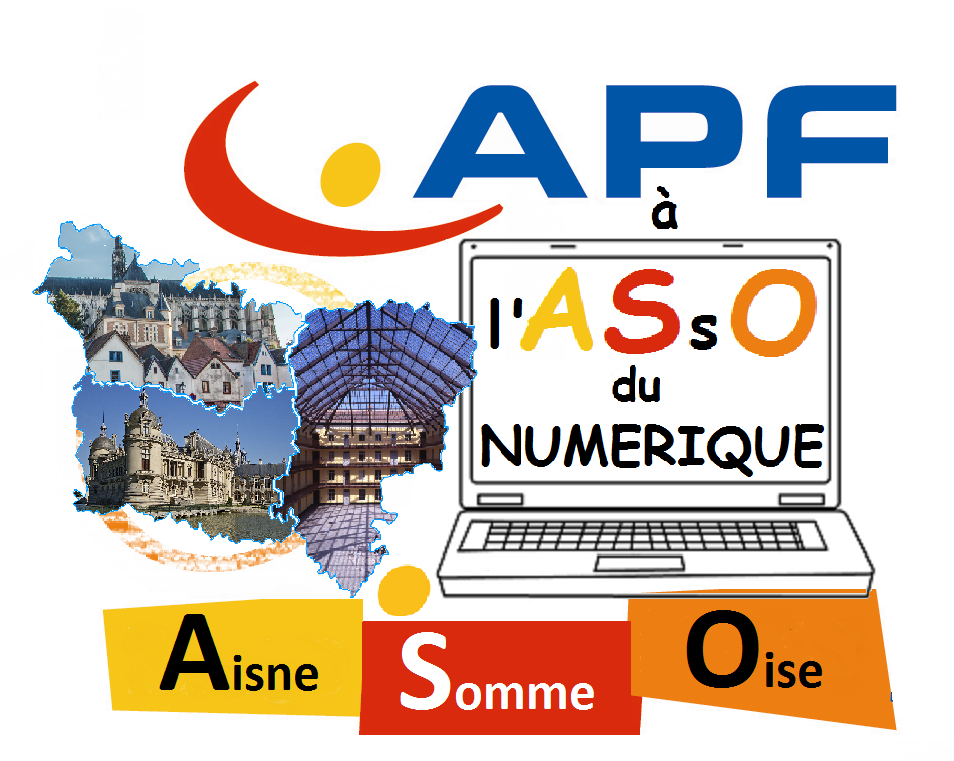 APF
à
l'ASsO
du
NUMERIQUE
Aisne
Somme
Oise